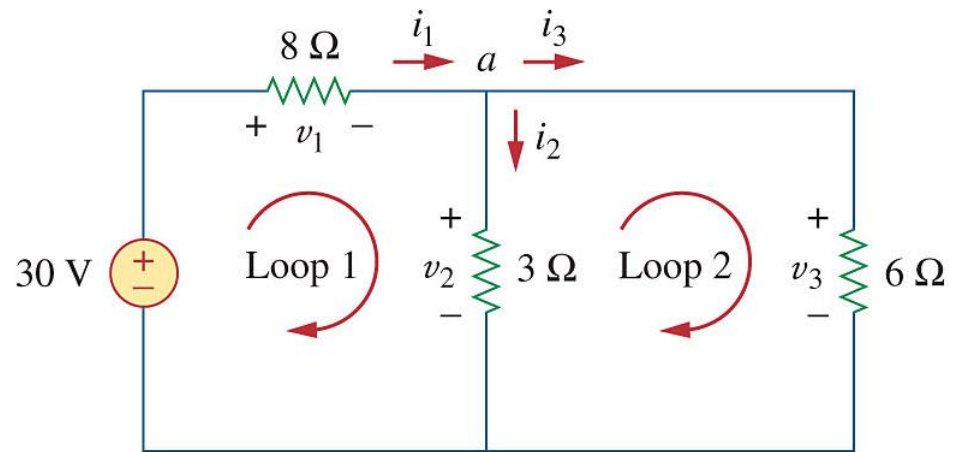 8 Ω
i₁
a
i₃
+ v₁ −
i₂
30 V
+
−
Loop 1
+
v₂
−
3 Ω
Loop 2
+
v₃
−
6 Ω